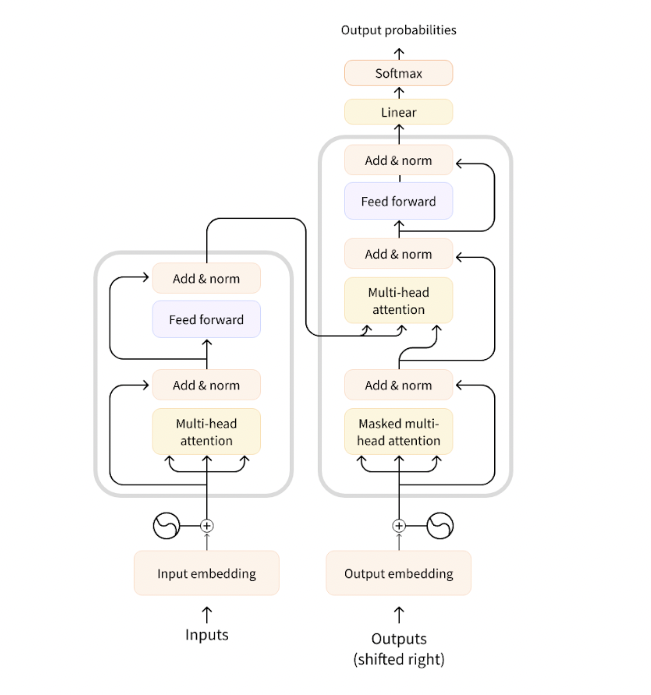 Output probabilities
Softmax
Linear
Add & norm
Feed forward
Add & norm
Multi-head
attention
Add & norm
Masked multi-
head attention
Output embedding
Outputs
(shifted right)
Add & norm
Feed forward
Add & norm
Multi-head
attention
Input embedding
Inputs